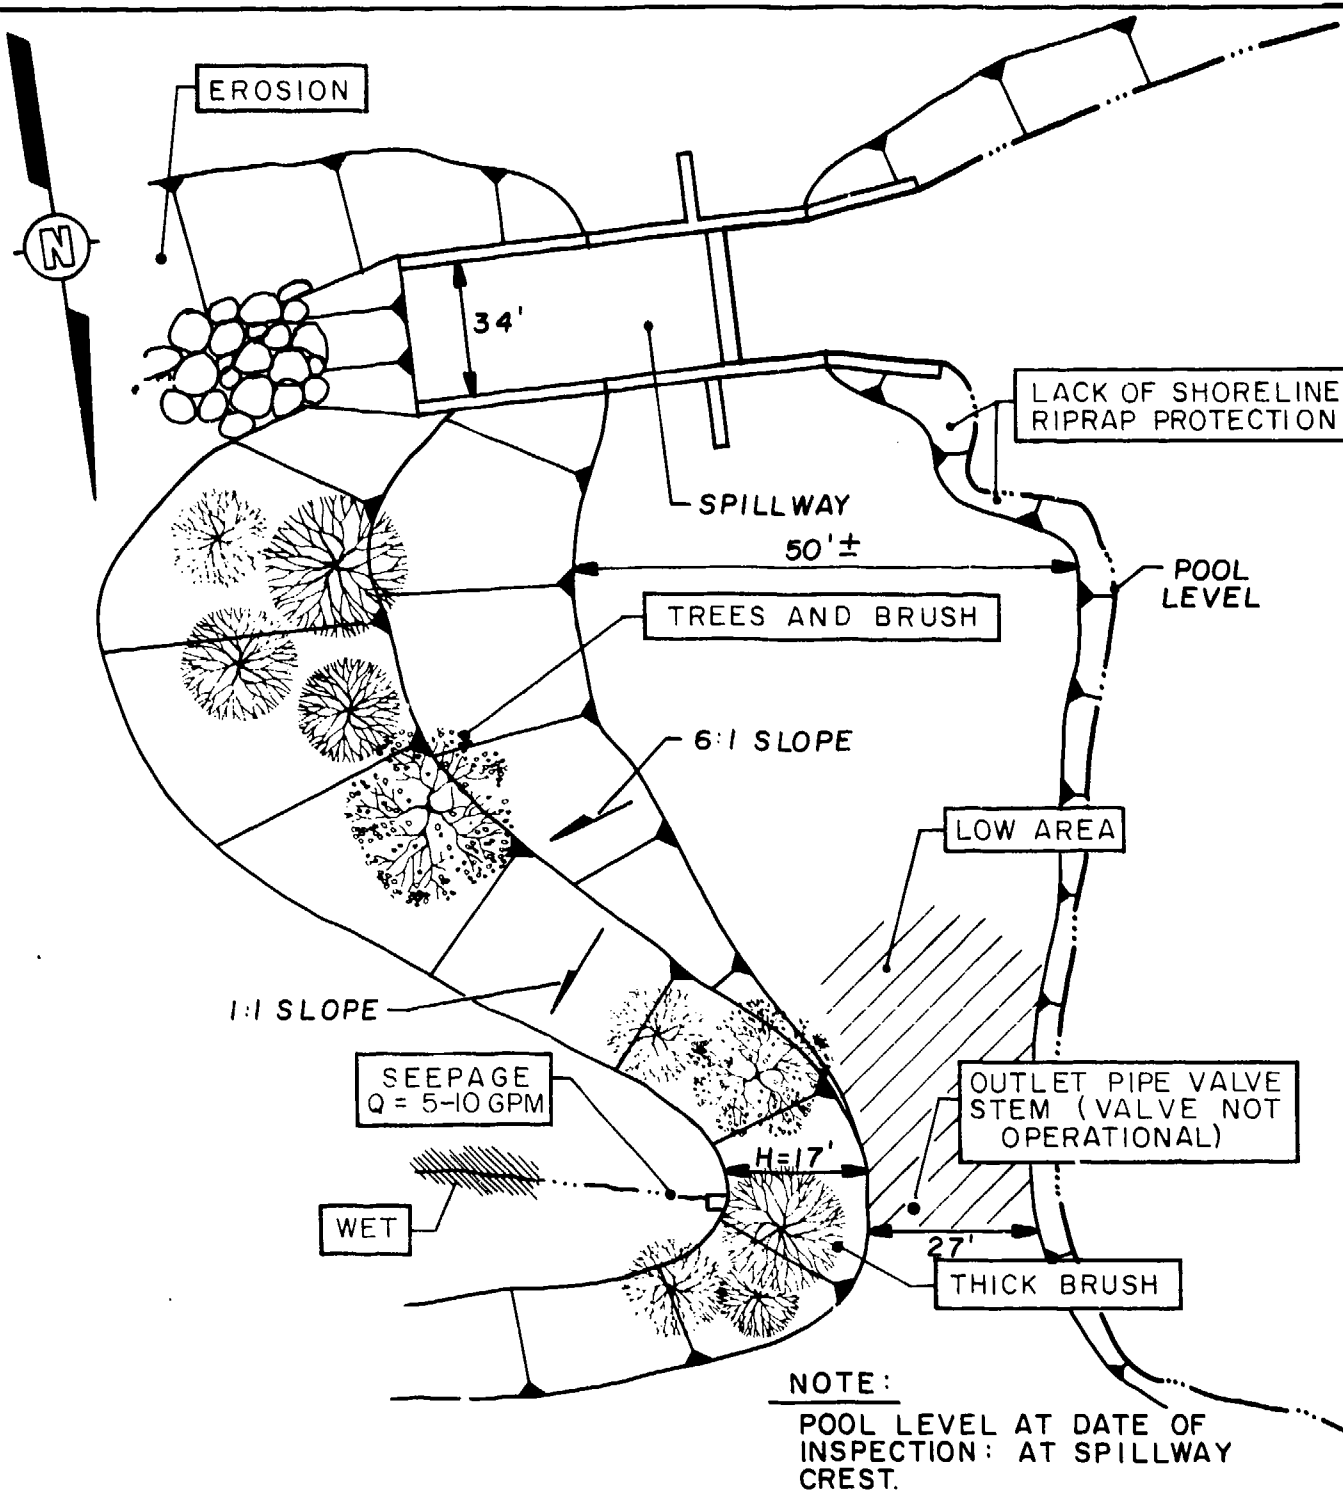 EROSION
N
34'
LACK OF SHORELINE
RIPRAP PROTECTION
SPILLWAY
50'±
POOL
LEVEL
TREES AND BRUSH
6:1 SLOPE
LOW AREA
1:1 SLOPE
SEEPAGE
Q = 5-10 GPM
OUTLET PIPE VALVE
STEM (VALVE NOT
OPERATIONAL)
H=17'
WET
27'
THICK BRUSH
NOTE:
POOL LEVEL AT DATE OF
INSPECTION: AT SPILLWAY
CREST.